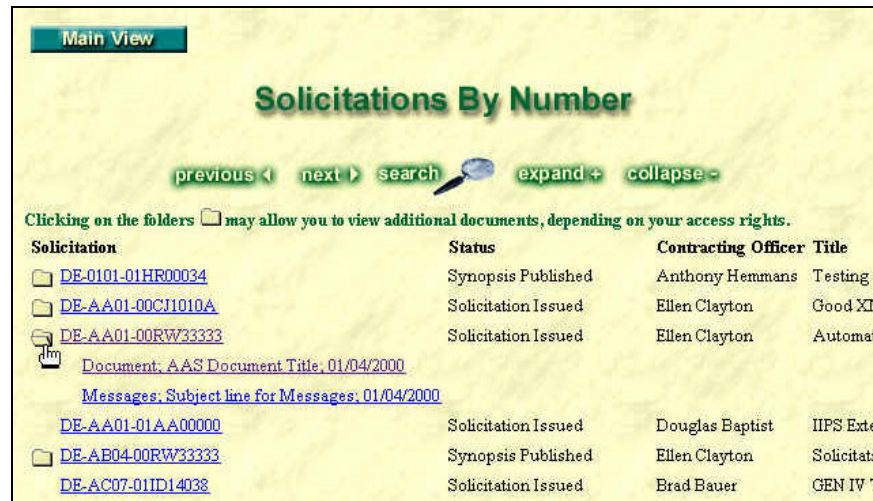 Main View
Solicitations By Number
previous next search expand + collapse -
Clicking on the folders may allow you to view additional documents, depending on your access rights.
Solicitation Status Contracting Officer Title
DE-0101-01HR00034 Synopsis Published Anthony Hemmans Testing
DE-AA01-00CJ1010A Solicitation Issued Ellen Clayton Good
DE-AA01-00RW33333 Solicitation Issued Ellen Clayton
Document; AAS Document Title; 01/04/2000
Messages; Subject line for Messages; 01/04/2000
DE-AA01-01AA00000 Solicitation Issued Douglas Baptist IIPS
DE-AB04-00RW33333 Synopsis Published Ellen Clayton
DE-AC07-01ID14038 Solicitation Issued Brad Bauer GEN IV